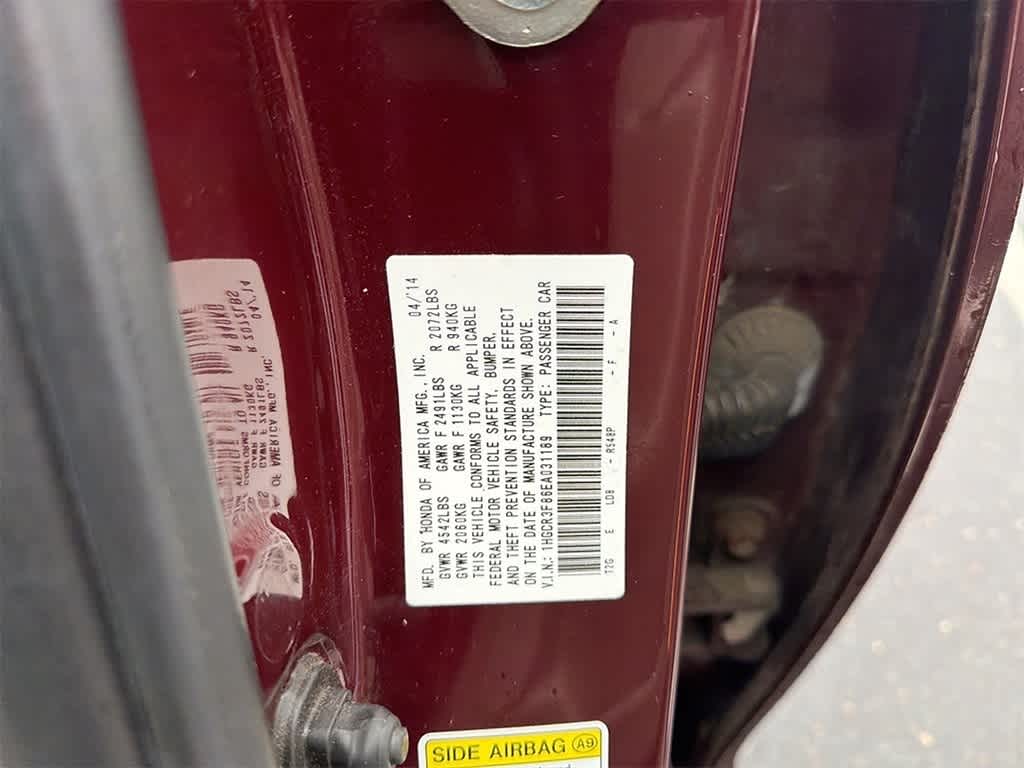 MFD. BY HONDA OF AMERICA MFG., INC. 04/'14
GVWR 4542LBS GAWR F 2491LBS R 2072LBS
GVWR 2060KG GAWR F 1130KG R 940KG
THIS VEHICLE CONFORMS TO ALL APPLICABLE
FEDERAL MOTOR VEHICLE SAFETY, BUMPER,
AND THEFT PREVENTION STANDARDS IN EFFECT
ON THE DATE OF MANUFACTURE SHOWN ABOVE.
V.I.N.: 1HGCR3F86EA031189 TYPE: PASSENGER CAR
T2G E LDB - R548P - F - A
SIDE AIRBAG A9